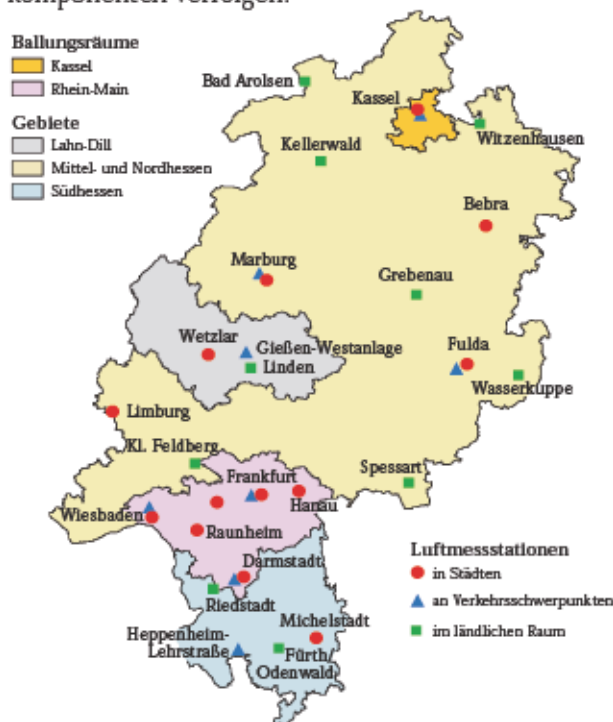 komponenten verfolgen.
Ballungsräume
Kassel
Rhein-Main
Gebiete
Lahn-Dill
Mittel- und Nordhessen
Südhessen
Bad Arolsen
Kassel
Witzenhausen
Kellerwald
Bebra
Marburg
Grebenau
Wetzlar
Gießen-Westanlage
Linden
Fulda
Wasserkuppe
Limburg
Kl. Feldberg
Spessart
Frankfurt
Hanau
Wiesbaden
Raunheim
Darmstadt
Riedstadt
Michelstadt
Heppenheim-
Lehrstraße
Fürth/
Odenwald
Luftmessstationen
in Städten
an Verkehrsschwerpunkten
im ländlichen Raum